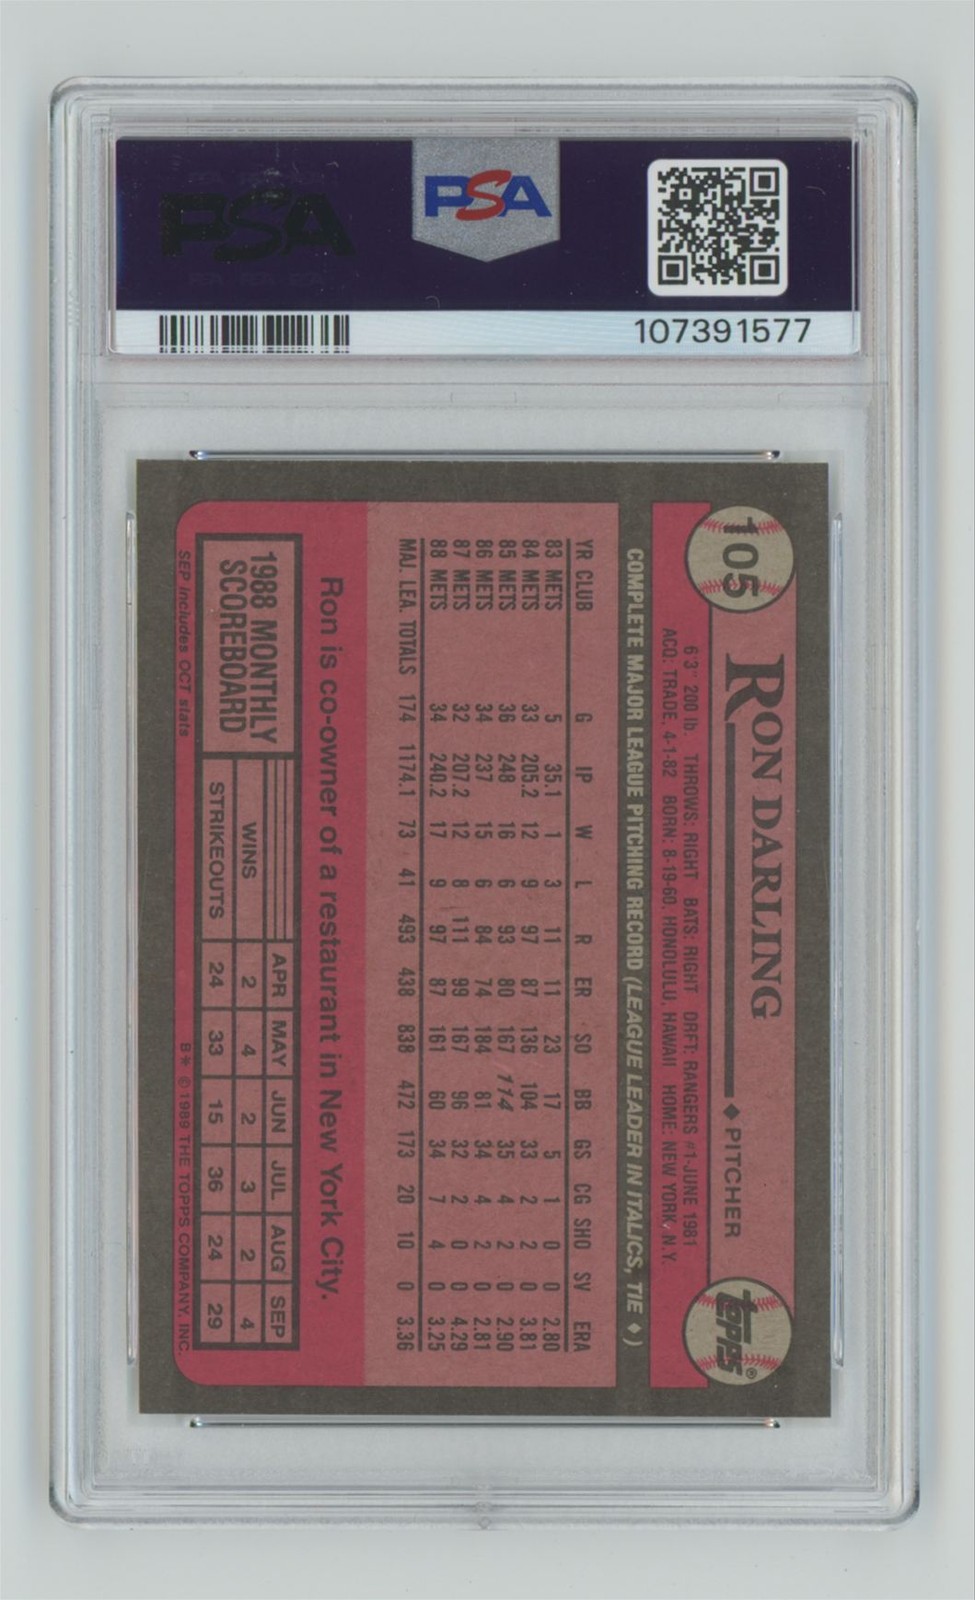 PSA
PSA
107391577
105
RON DARLING ♦ PITCHER
topps®
6'3" 200 lb. THROWS: RIGHT BATS: RIGHT DRFT: RANGERS #1-JUNE 1981
ACQ: TRADE, 4-1-82 BORN: 8-19-60, HONOLULU, HAWAII HOME: NEW YORK, N.Y.
COMPLETE MAJOR LEAGUE PITCHING RECORD (LEAGUE LEADER IN ITALICS, TIE ♦)
YR CLUB G IP W L R ER SO BB GS CG SHO SV ERA
83 METS 5 35.1 1 3 11 11 23 17 5 1 0 0 2.80
84 METS 33 205.2 12 9 97 87 136 104 33 2 2 0 3.81
85 METS 36 248 16 6 93 80 167 114 35 4 2 0 2.90
86 METS 34 237 15 6 84 74 184 81 34 4 2 0 2.81
87 METS 32 207.2 12 8 111 99 167 96 32 2 0 0 4.29
88 METS 34 240.2 17 9 97 87 161 60 34 7 4 0 3.25
MAJ. LEA. TOTALS 174 1174.1 73 41 493 438 838 472 173 20 10 0 3.36
Ron is co-owner of a restaurant in New York City.
1988 MONTHLY
SCOREBOARD
APR MAY JUN JUL AUG SEP
WINS 2 4 2 3 2 4
STRIKEOUTS 24 33 15 36 24 29
SEP includes OCT stats
B* © 1989 THE TOPPS COMPANY, INC.